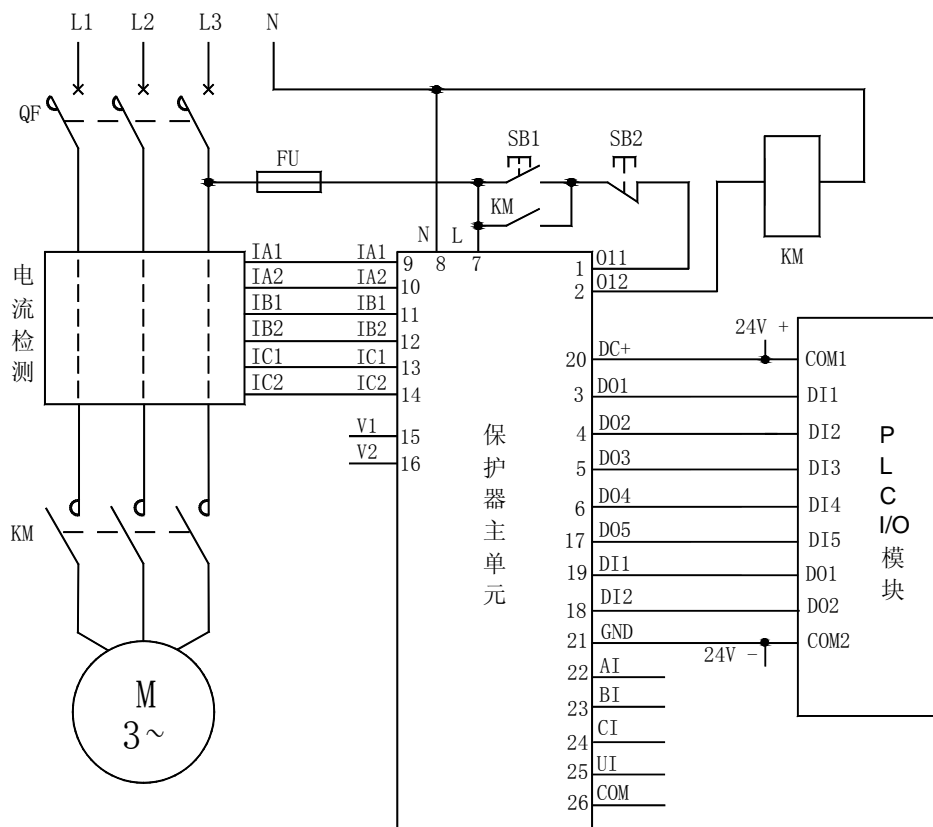 L1 L2 L3 N
QF
FU
SB1 SB2
KM
KM
N L
8 7
电流检测
IA1 IA1 9
IA2 IA2 10
IB1 IB1 11
IB2 IB2 12
IC1 IC1 13
IC2 IC2 14
V1 15
V2 16
保护器主单元
1 O11
2 O12
24V +
20 DC+ COM1
3 DO1 DI1
4 DO2 DI2
5 DO3 DI3
6 DO4 DI4
17 DO5 DI5
19 DI1 DO1
18 DI2 DO2
21 GND COM2
24V -
22 AI
23 BI
24 CI
25 UI
26 COM
PLC I/O模块
KM
M
3~